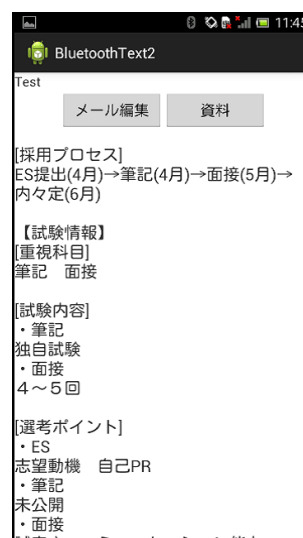 11:45
BluetoothText2
Test
メール編集 資料
[採用プロセス]
ES提出(4月)→筆記(4月)→面接(5月)→
内々定(6月)
【試験情報】
[重視科目]
筆記　面接
[試験内容]
・筆記
独自試験
・面接
４～５回
[選考ポイント]
・ES
志望動機　自己PR
・筆記
未公開
・面接